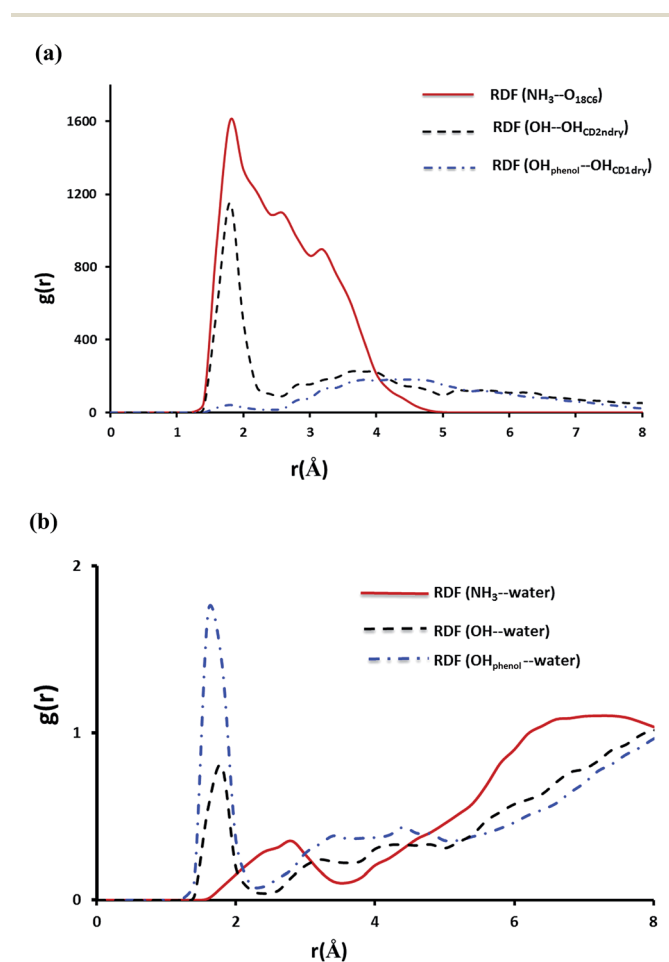 (a)
RDF (NH3--O18C6)
RDF (OH--OHCD2ndry)
RDF (OHphenol--OHCD1dry)
1600
1200
800
400
0
g(r)
0 1 2 3 4 5 6 7 8
r(Å)
(b)
RDF (NH3--water)
RDF (OH--water)
RDF (OHphenol--water)
2
1
0
g(r)
0 2 4 6 8
r(Å)